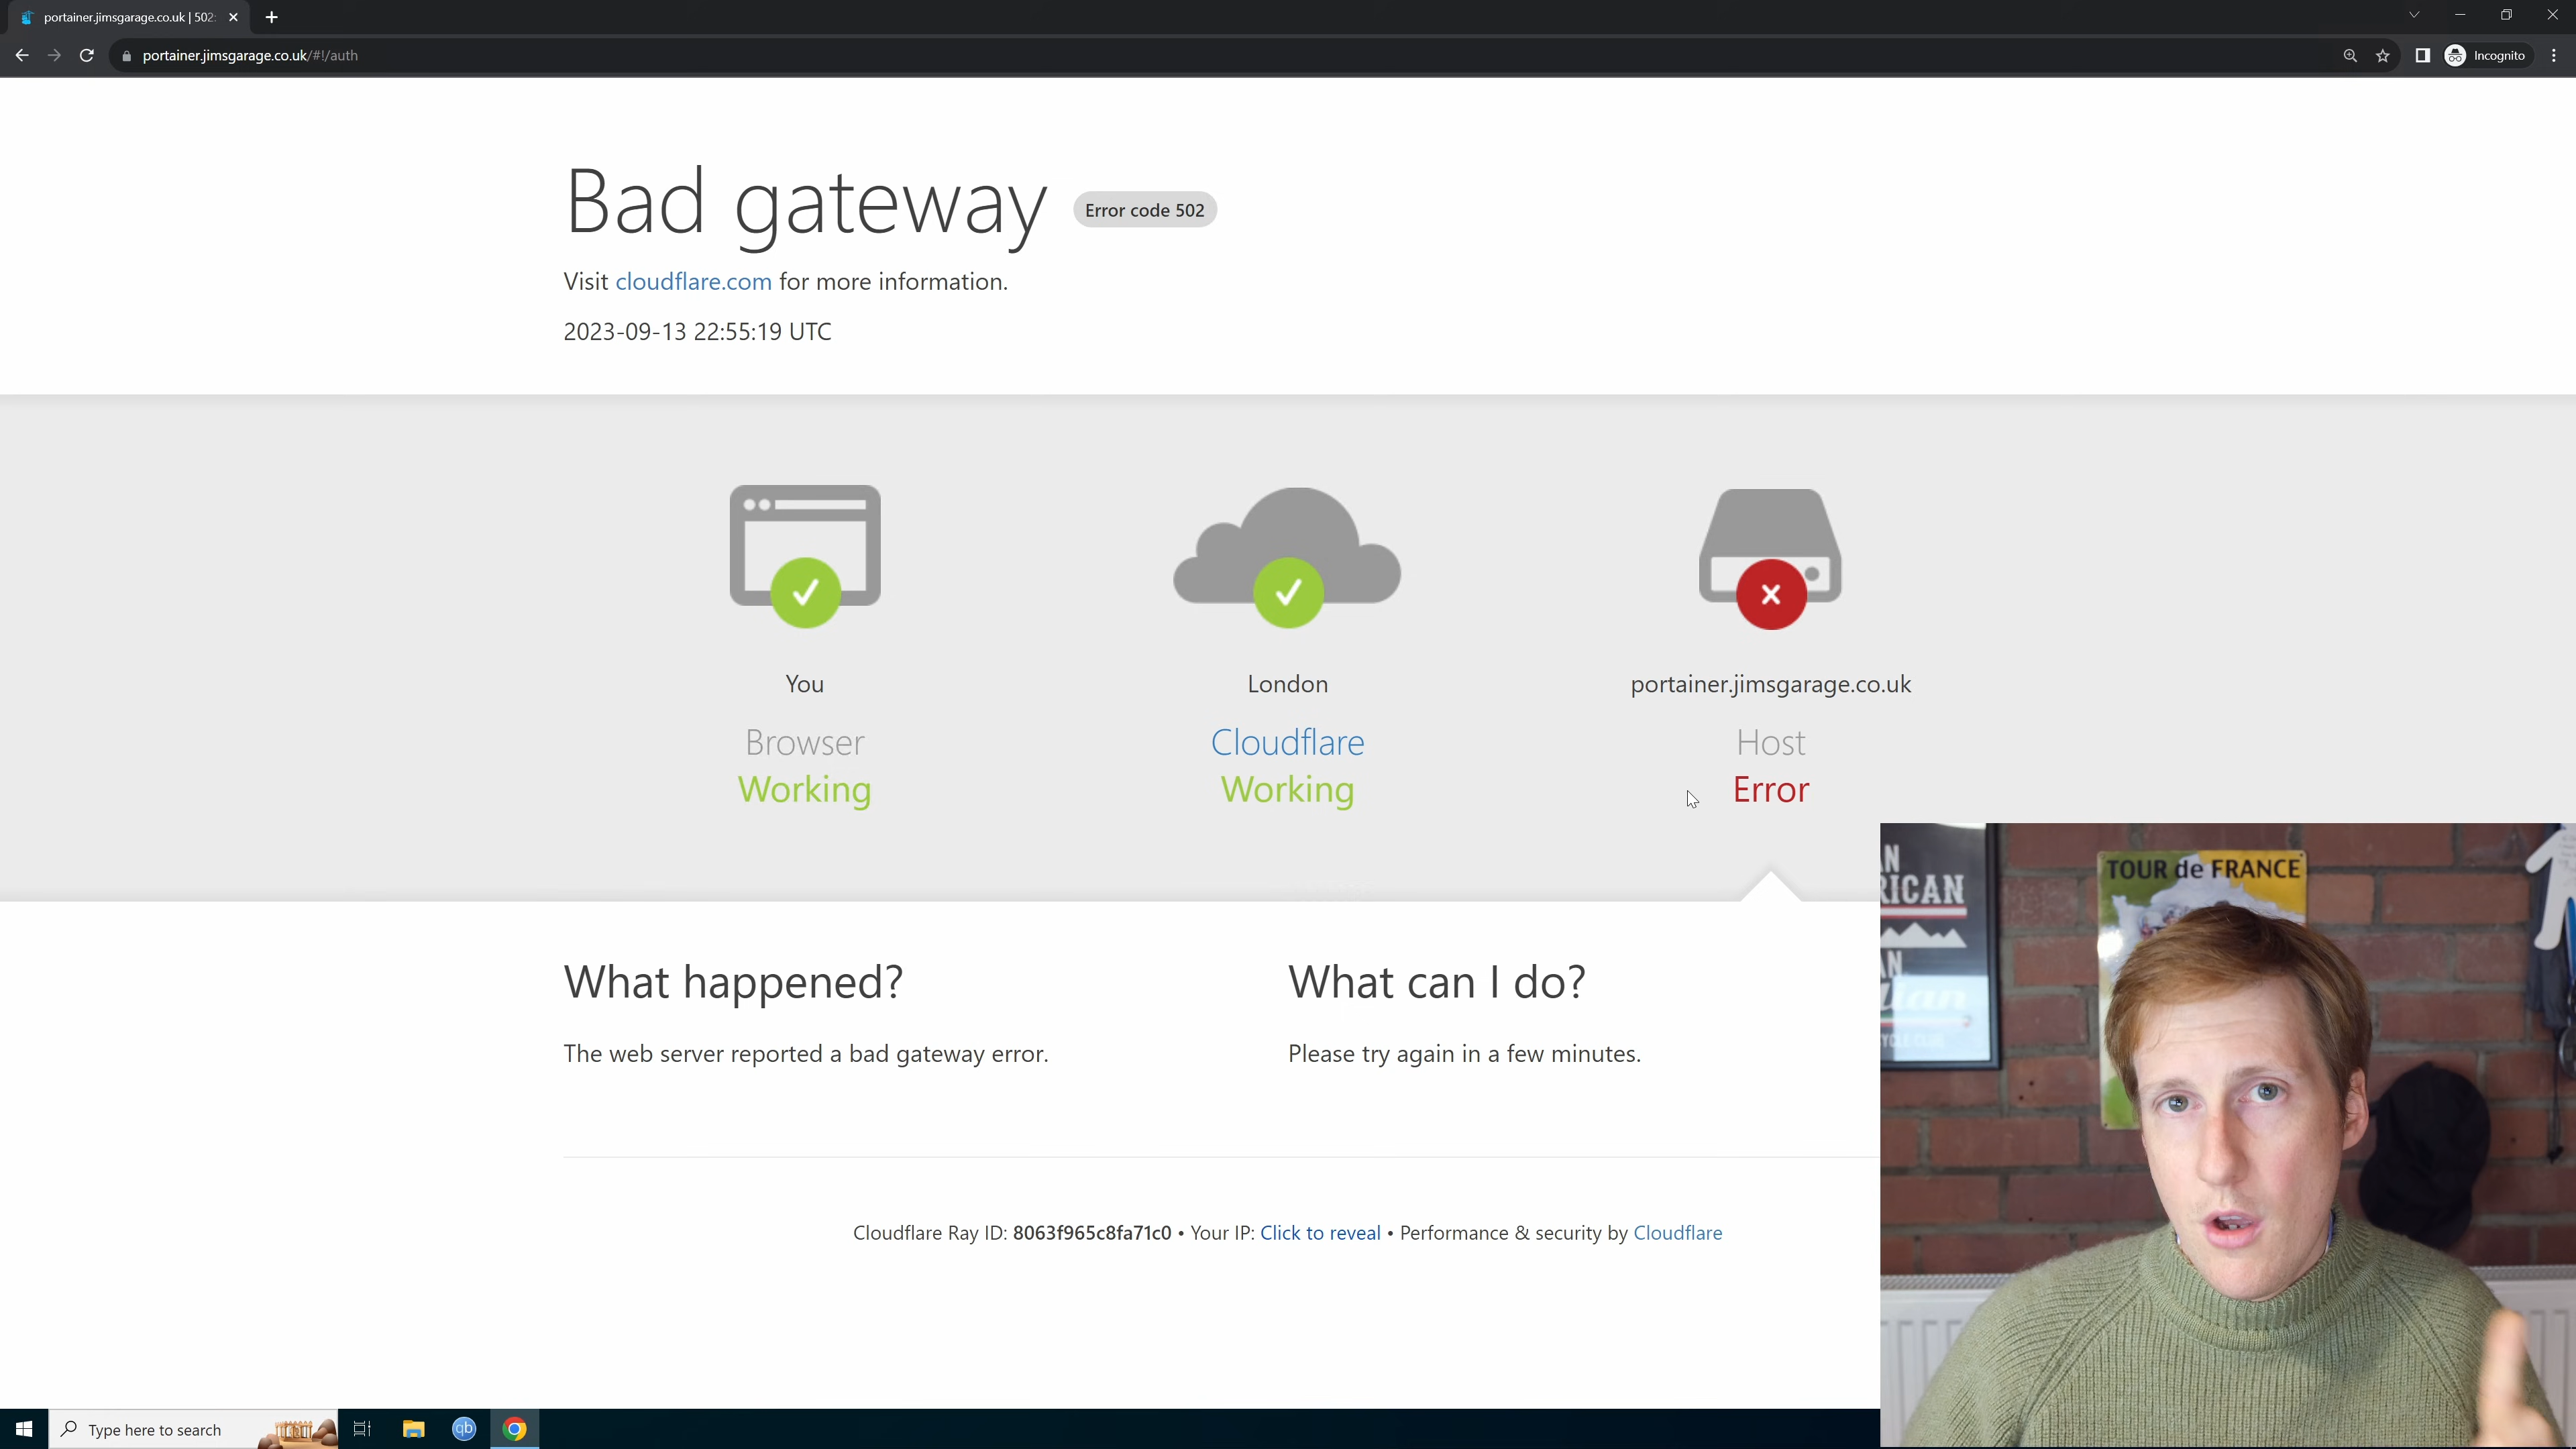 portainer.jimsgarage.co.uk | 502:
portainer.jimsgarage.co.uk/#!/auth
Incognito
Bad gateway
Error code 502
Visit cloudflare.com for more information.
2023-09-13 22:55:19 UTC
You
Browser
Working
London
Cloudflare
Working
portainer.jimsgarage.co.uk
Host
Error
What happened?
The web server reported a bad gateway error.
What can I do?
Please try again in a few minutes.
Cloudflare Ray ID: 8063f965c8fa71c0 • Your IP: Click to reveal • Performance & security by Cloudflare
TOUR de FRANCE
RICAN
Type here to search
qb